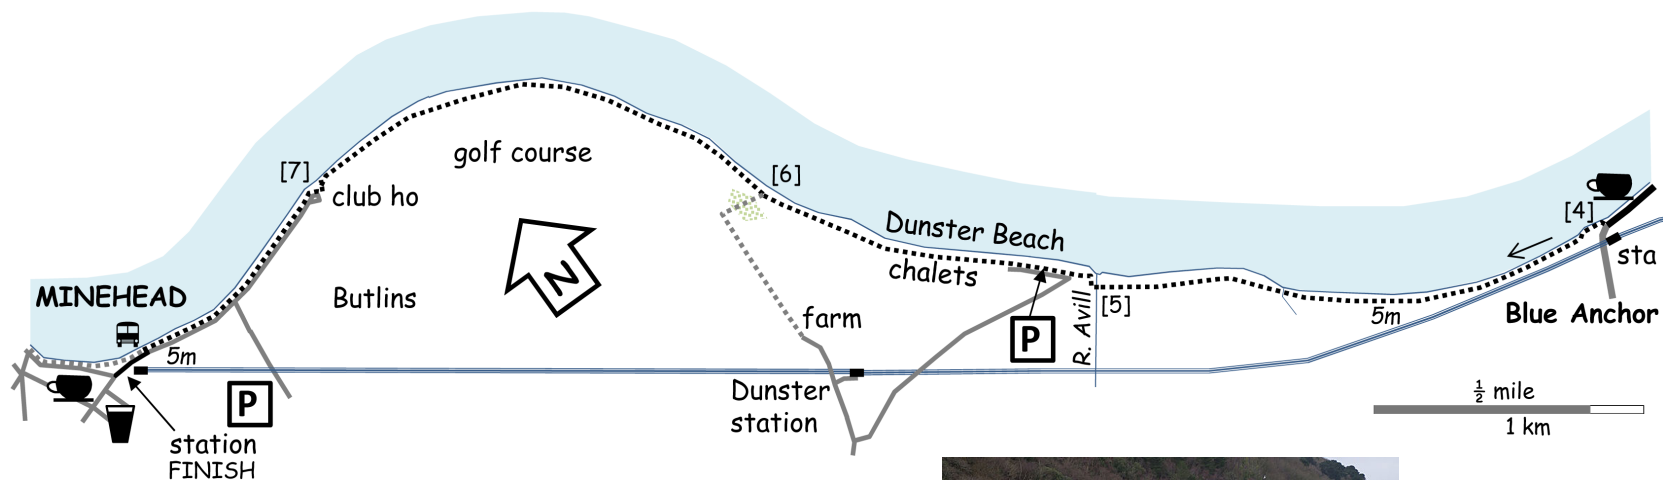 [7]
club ho
golf course
[6]
Dunster Beach
chalets
[4]
sta
Blue Anchor
MINEHEAD
Butlins
N
farm
P
R. Avill
[5]
5m
5m
P
Dunster
station
station
FINISH
½ mile
1 km